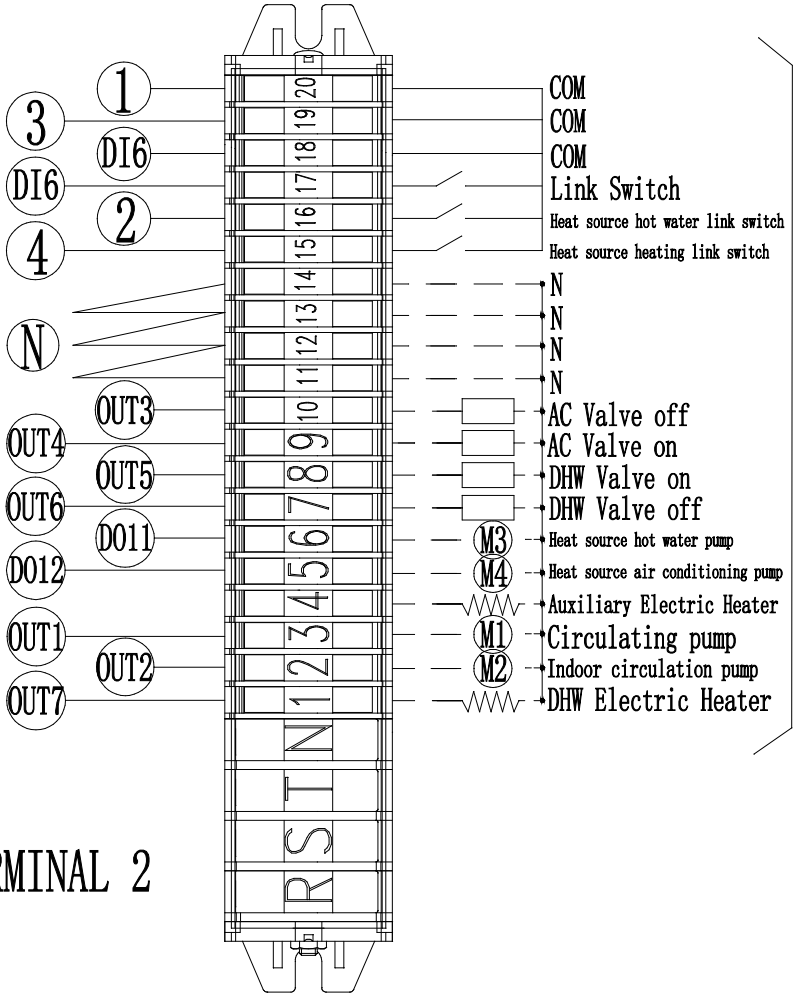 1 20 COM
3 19 COM
DI6 18 COM
DI6 17 Link Switch
2 16 Heat source hot water link switch
4 15 Heat source heating link switch
14 N
13 N
N 12 N
11 N
OUT3 10 AC Valve off
OUT4 9 AC Valve on
OUT5 8 DHW Valve on
OUT6 7 DHW Valve off
DO11 6 M3 Heat source hot water pump
DO12 5 M4 Heat source air conditioning pump
4 Auxiliary Electric Heater
OUT1 3 M1 Circulating pump
OUT2 2 M2 Indoor circulation pump
OUT7 1 DHW Electric Heater
N
T
S
R
RMINAL 2